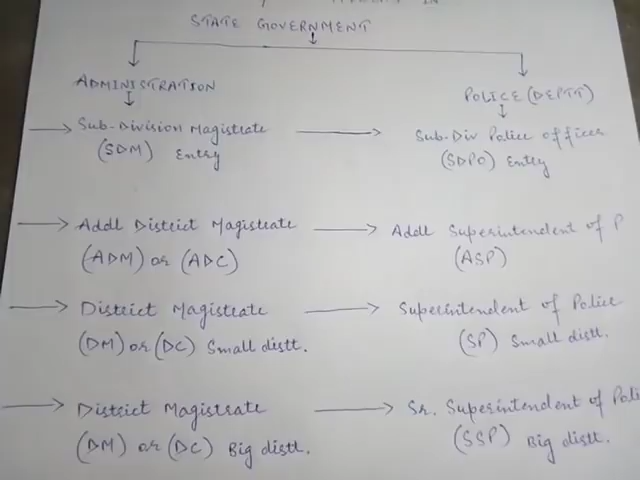 IN
STATE GOVERNMENT
ADMINISTRATION
POLICE (DEPTT)
Sub-Division Magistrate
Sub-Div Police officer
(SDM) Entry
(SDPO) Entry
Addl District Magistrate
Addl Superintendent of P
(ADM) or (ADC)
(ASP)
District Magistrate
Superintendent of Police
(DM) or (DC) Small distt.
(SP) Small distt.
District Magistrate
Sr. Superintendent of Poli
(DM) or (DC) Big distt.
(SSP) Big distt.